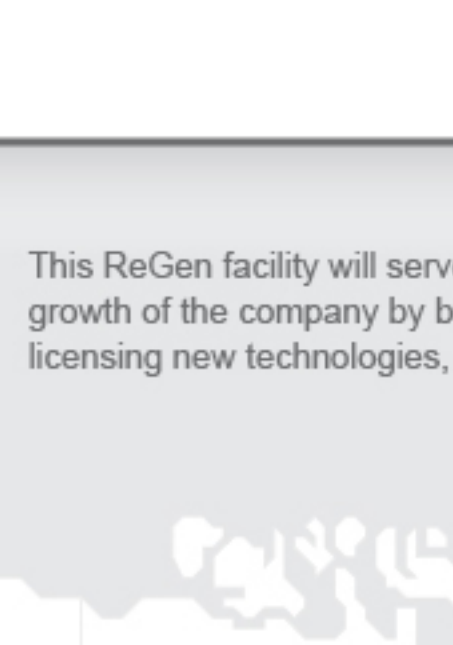 This ReGen facility will serv
growth of the company by b
licensing new technologies,